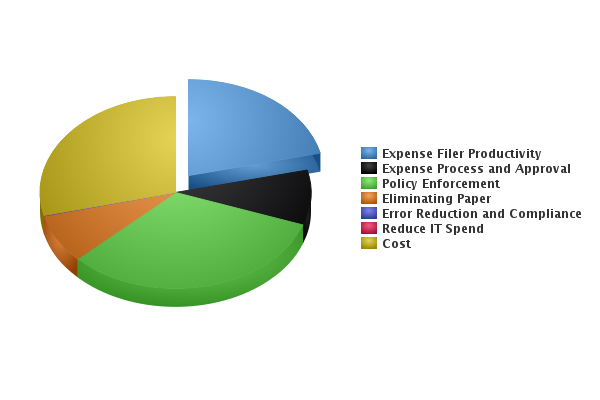 Expense Filer Productivity
Expense Process and Approval
Policy Enforcement
Eliminating Paper
Error Reduction and Compliance
Reduce IT Spend
Cost